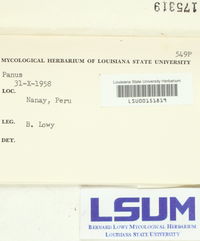 175319
549P
MYCOLOGICAL HERBARIUM OF LOUISIANA STATE UNIVERSITY
Panus
31-X-1958
LOC.
Nanay, Peru
Louisiana State University Herbarium
LSU00151819
LEG. B. Lowy
DET.
LSUM
BERNARD LOWY MYCOLOGICAL HERBARIUM
LOUISIANA STATE UNIVERSITY